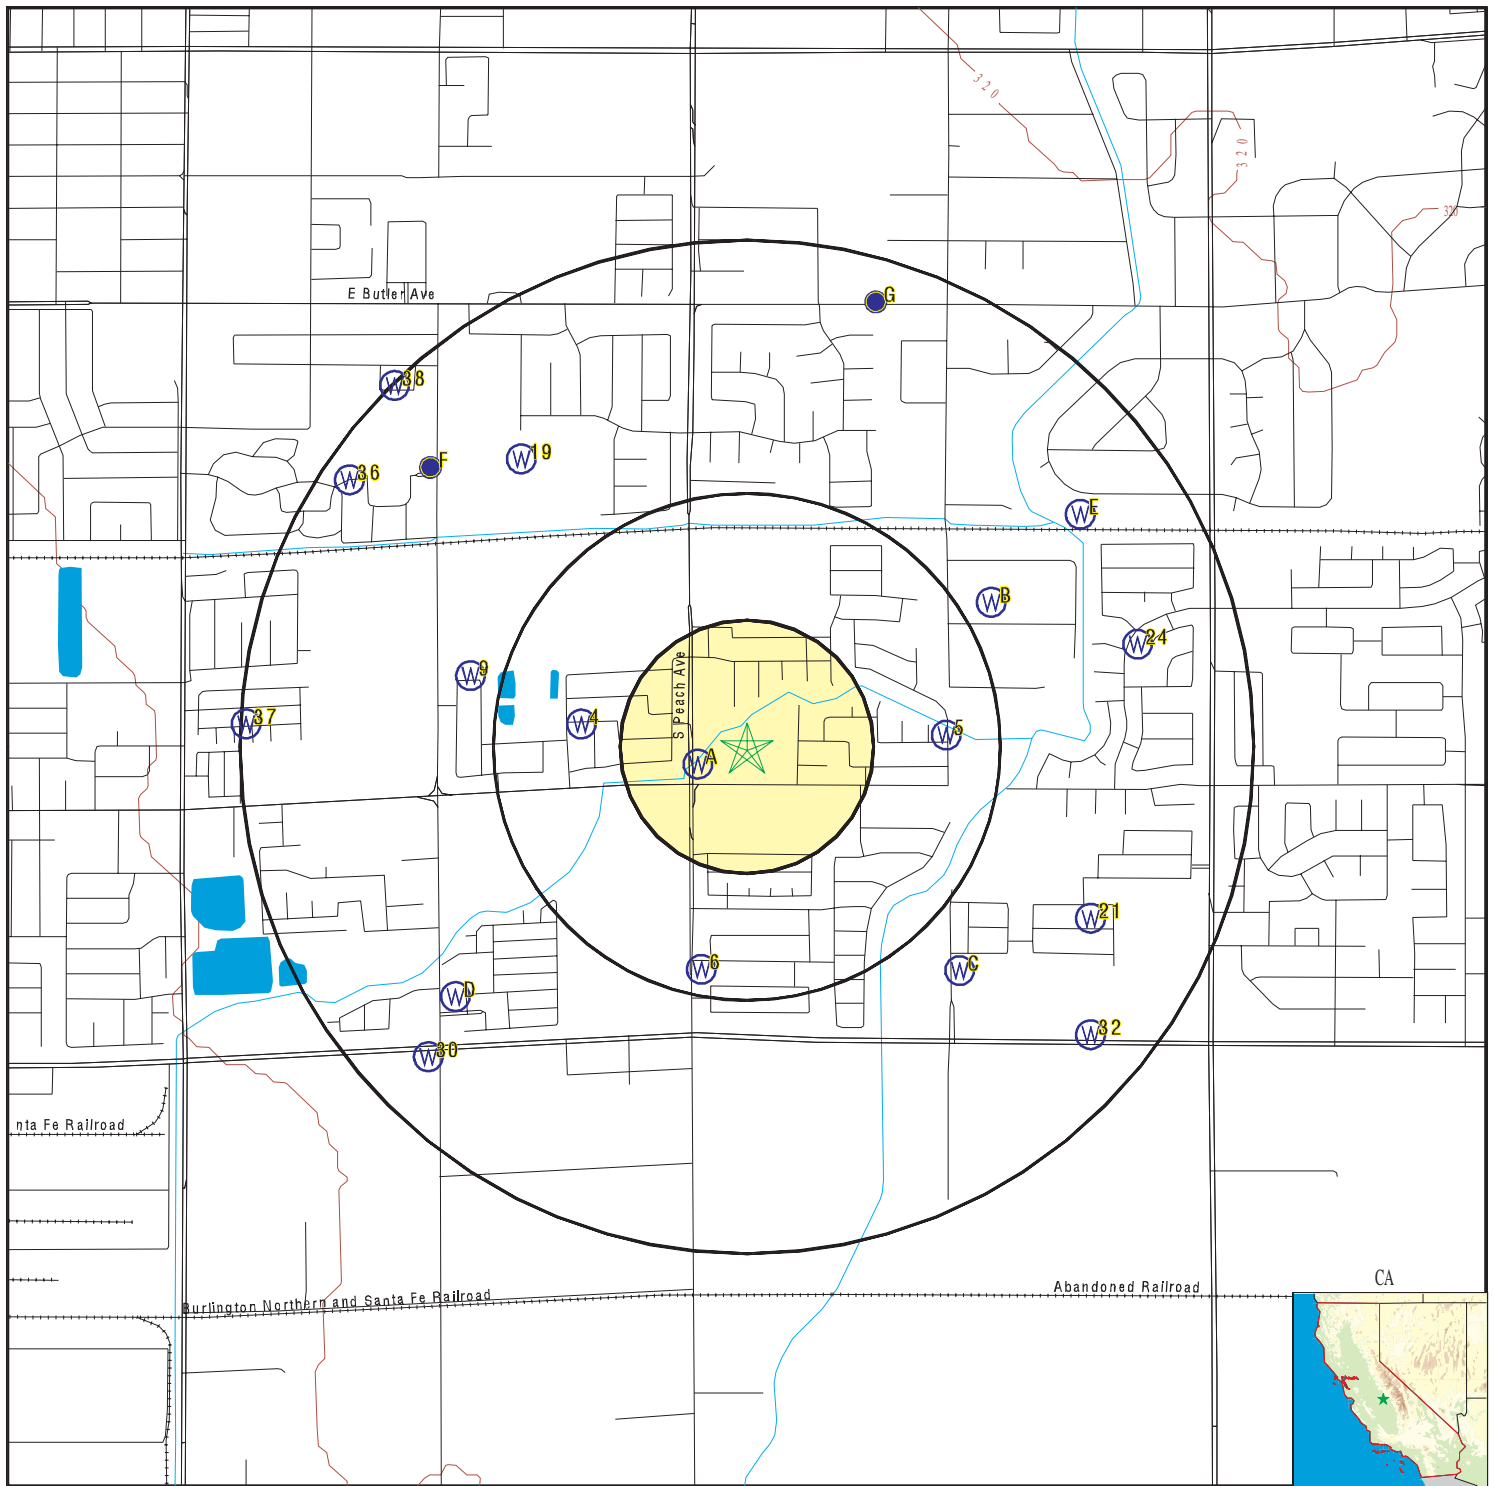 320
320
320
G
E Butler Ave
W 38
W 19
F
W 36
W E
W B
W 24
S Peach Ave
W 9
W 37
W 4
W 5
W A
W 21
W 6
W C
W D
W 32
W 30
nta Fe Railroad
CA
Abandoned Railroad
Burlington Northern and Santa Fe Railroad